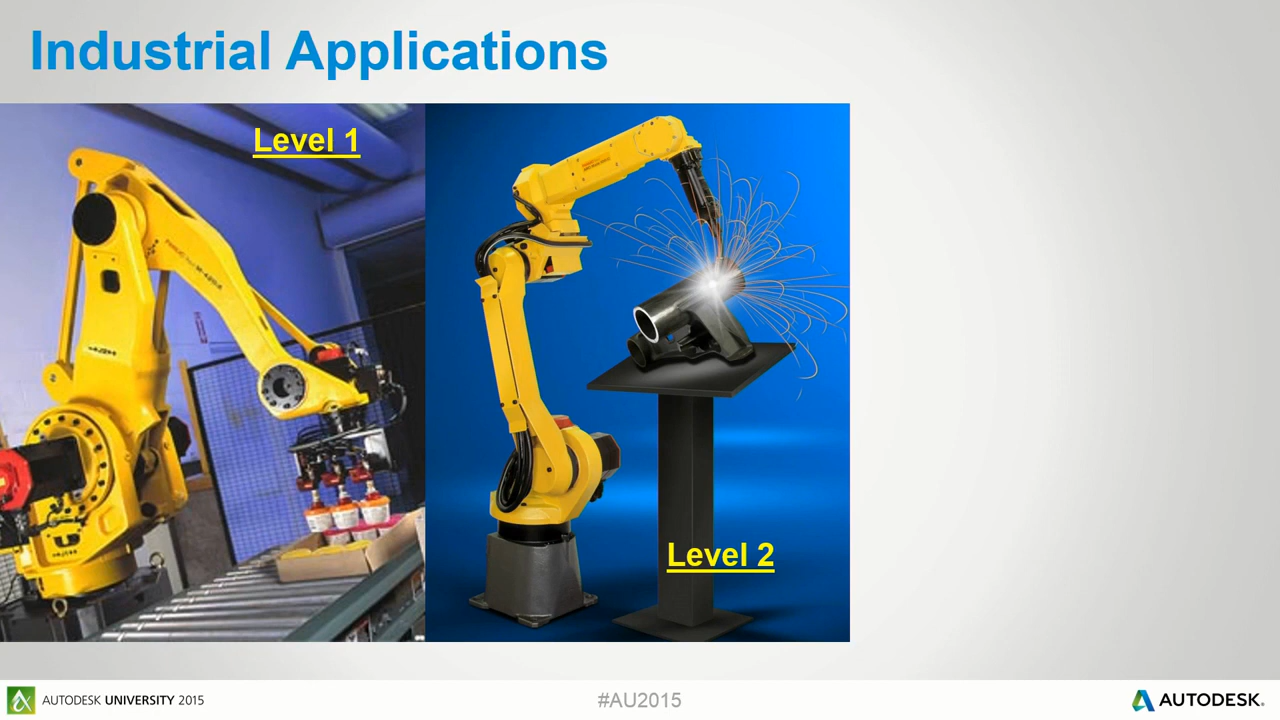 Industrial Applications
Level 1
Level 2
AUTODESK UNIVERSITY 2015
#AU2015
AUTODESK.